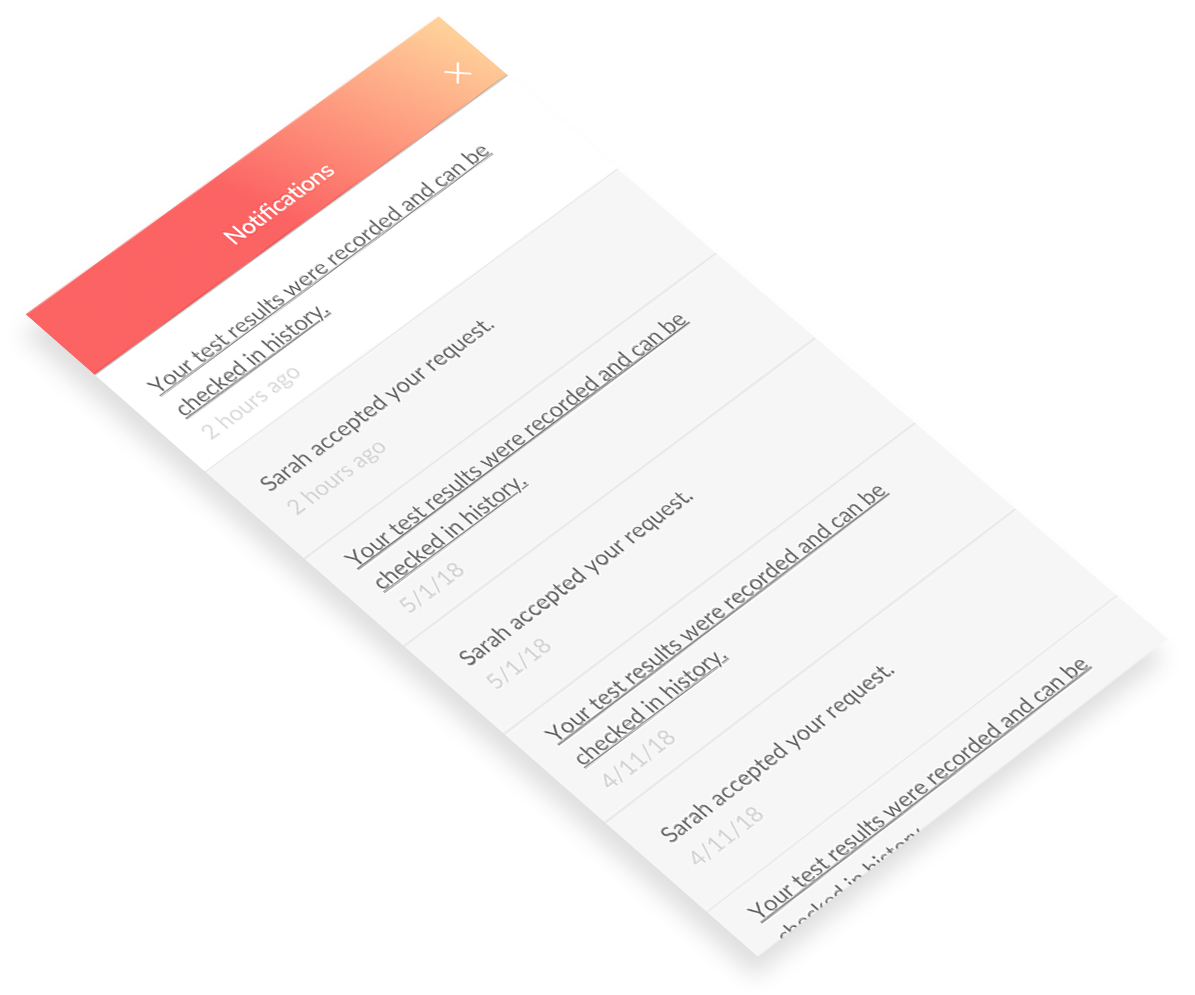 Notifications
Your test results were recorded and can be
checked in history.
2 hours ago
Sarah accepted your request.
2 hours ago
Your test results were recorded and can be
checked in history.
5/1/18
Sarah accepted your request.
5/1/18
Your test results were recorded and can be
checked in history.
4/11/18
Sarah accepted your request.
4/11/18
Your test results were recorded and can be
checked in history.